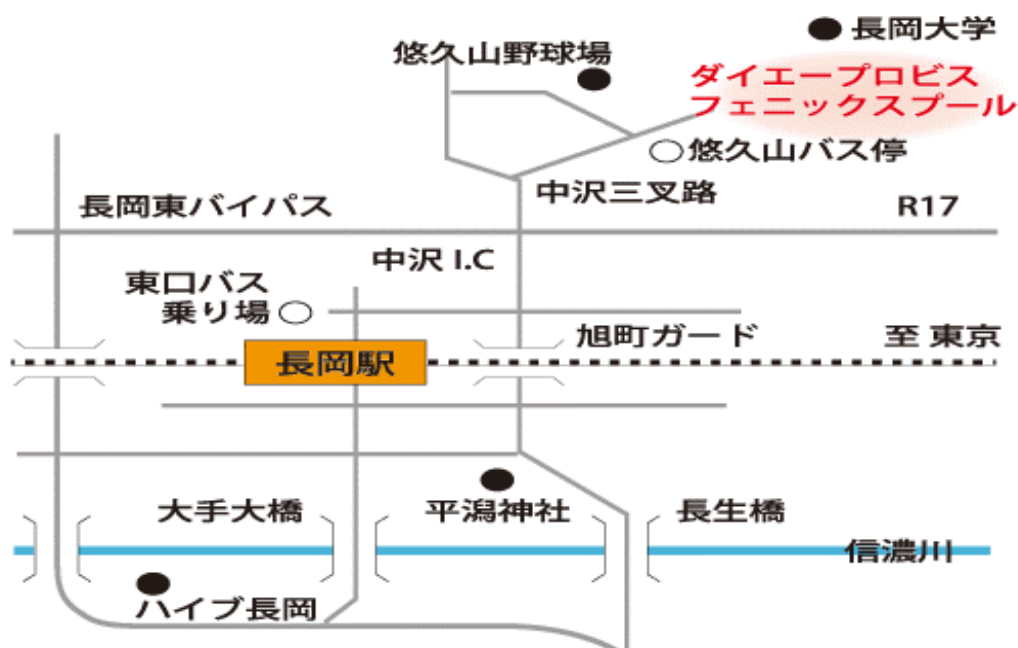 長岡大学
悠久山野球場
ダイエープロビス
フェニックスプール
悠久山バス停
中沢三叉路
長岡東バイパス
R17
中沢 I.C
東口バス
乗り場
旭町ガード
至 東京
長岡駅
大手大橋
平潟神社
長生橋
信濃川
ハイブ長岡